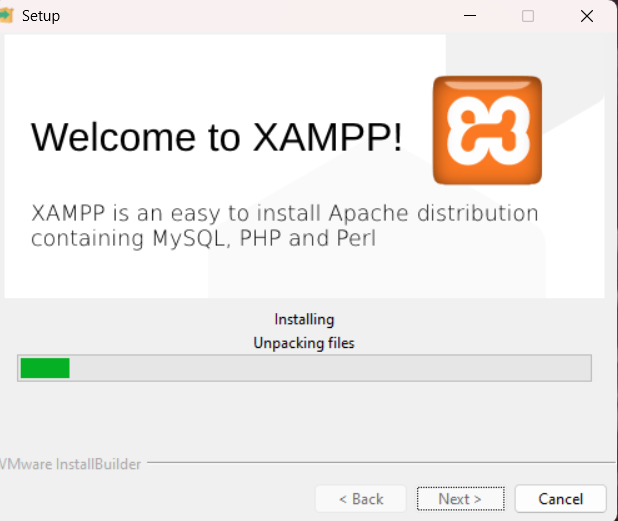 Setup
Welcome to XAMPP!
XAMPP is an easy to install Apache distribution
containing MySQL, PHP and Perl
Installing
Unpacking files
VMware InstallBuilder
< Back
Next >
Cancel